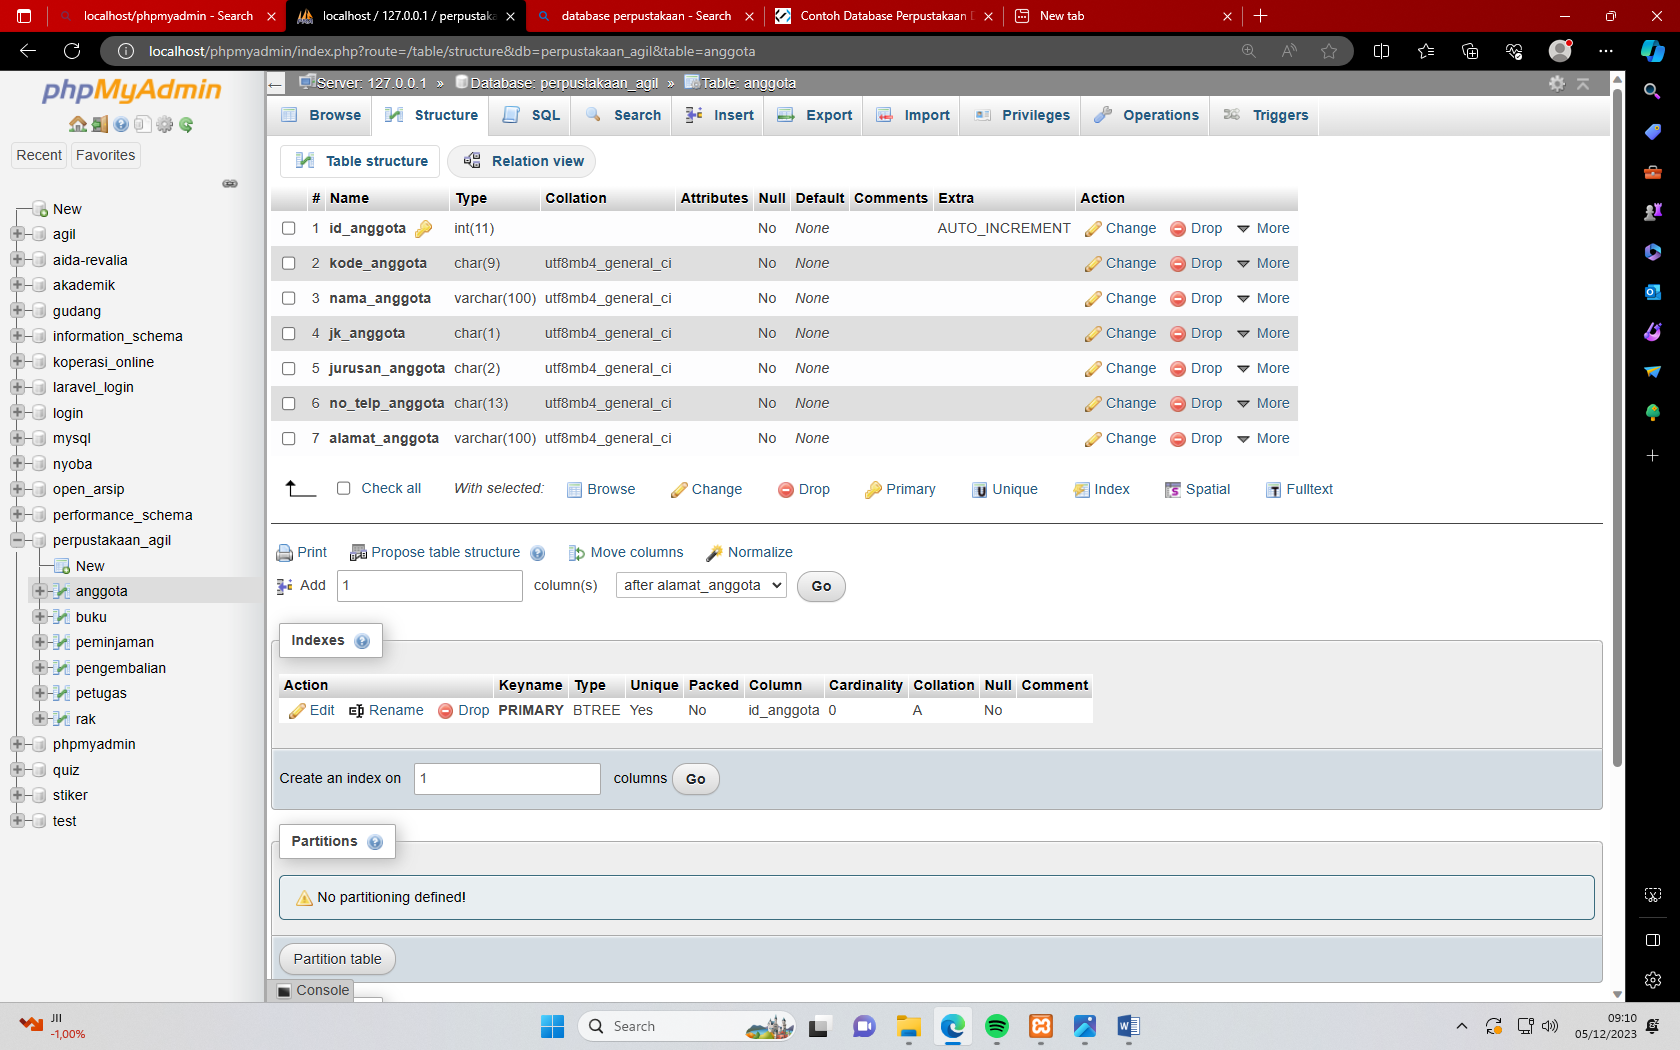 localhost/phpmyadmin - Search
localhost / 127.0.0.1 / perpustaka
database perpustakaan - Search
Contoh Database Perpustakaan D
New tab
localhost/phpmyadmin/index.php?route=/table/structure&db=perpustakaan_agil&table=anggota
phpMyAdmin
Recent Favorites
New
agil
aida-revalia
akademik
gudang
information_schema
koperasi_online
laravel_login
login
mysql
nyoba
open_arsip
performance_schema
perpustakaan_agil
New
anggota
buku
peminjaman
pengembalian
petugas
rak
phpmyadmin
quiz
stiker
test
Server: 127.0.0.1 » Database: perpustakaan_agil » Table: anggota
Browse Structure SQL Search Insert Export Import Privileges Operations Triggers
Table structure Relation view
# Name Type Collation Attributes Null Default Comments Extra Action
1 id_anggota int(11) No None AUTO_INCREMENT Change Drop More
2 kode_anggota char(9) utf8mb4_general_ci No None Change Drop More
3 nama_anggota varchar(100) utf8mb4_general_ci No None Change Drop More
4 jk_anggota char(1) utf8mb4_general_ci No None Change Drop More
5 jurusan_anggota char(2) utf8mb4_general_ci No None Change Drop More
6 no_telp_anggota char(13) utf8mb4_general_ci No None Change Drop More
7 alamat_anggota varchar(100) utf8mb4_general_ci No None Change Drop More
Check all With selected: Browse Change Drop Primary Unique Index Spatial Fulltext
Print Propose table structure Move columns Normalize
Add 1 column(s) after alamat_anggota Go
Indexes
Action Keyname Type Unique Packed Column Cardinality Collation Null Comment
Edit Rename Drop PRIMARY BTREE Yes No id_anggota 0 A No
Create an index on 1 columns Go
Partitions
No partitioning defined!
Partition table
Console
JII
-1,00%
Search
09:10
05/12/2023